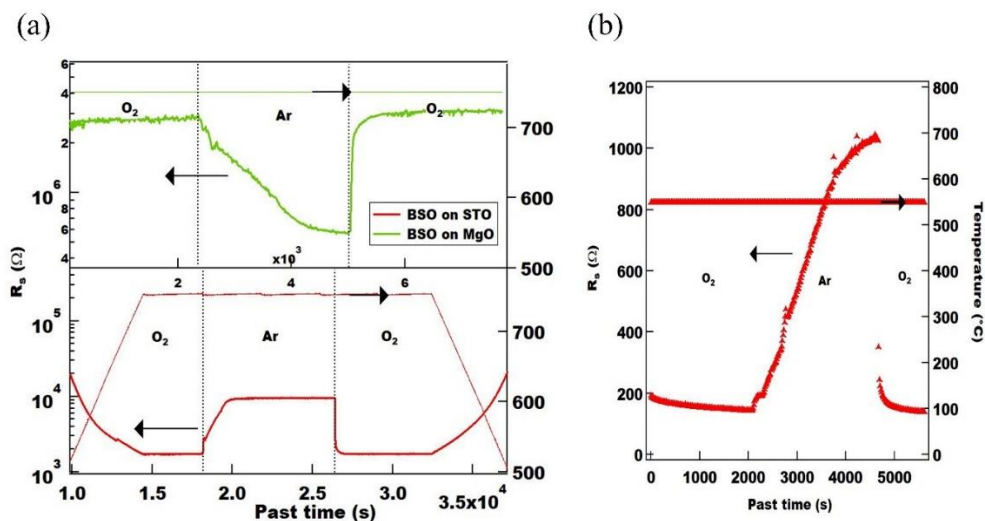 (a)
(b)
6
4
2
10⁶
8
6
4
O₂
Ar
O₂
700
600
500
BSO on STO
BSO on MgO
x10³
2
4
6
R_s (Ω)
10⁵
10⁴
10³
O₂
Ar
O₂
700
600
500
1.0
1.5
2.0
2.5
3.0
3.5x10⁴
Past time (s)
1200
1000
800
600
400
200
0
R_s (Ω)
O₂
Ar
O₂
800
700
600
500
400
300
200
100
0
Temperature (°C)
0
1000
2000
3000
4000
5000
Past time (s)